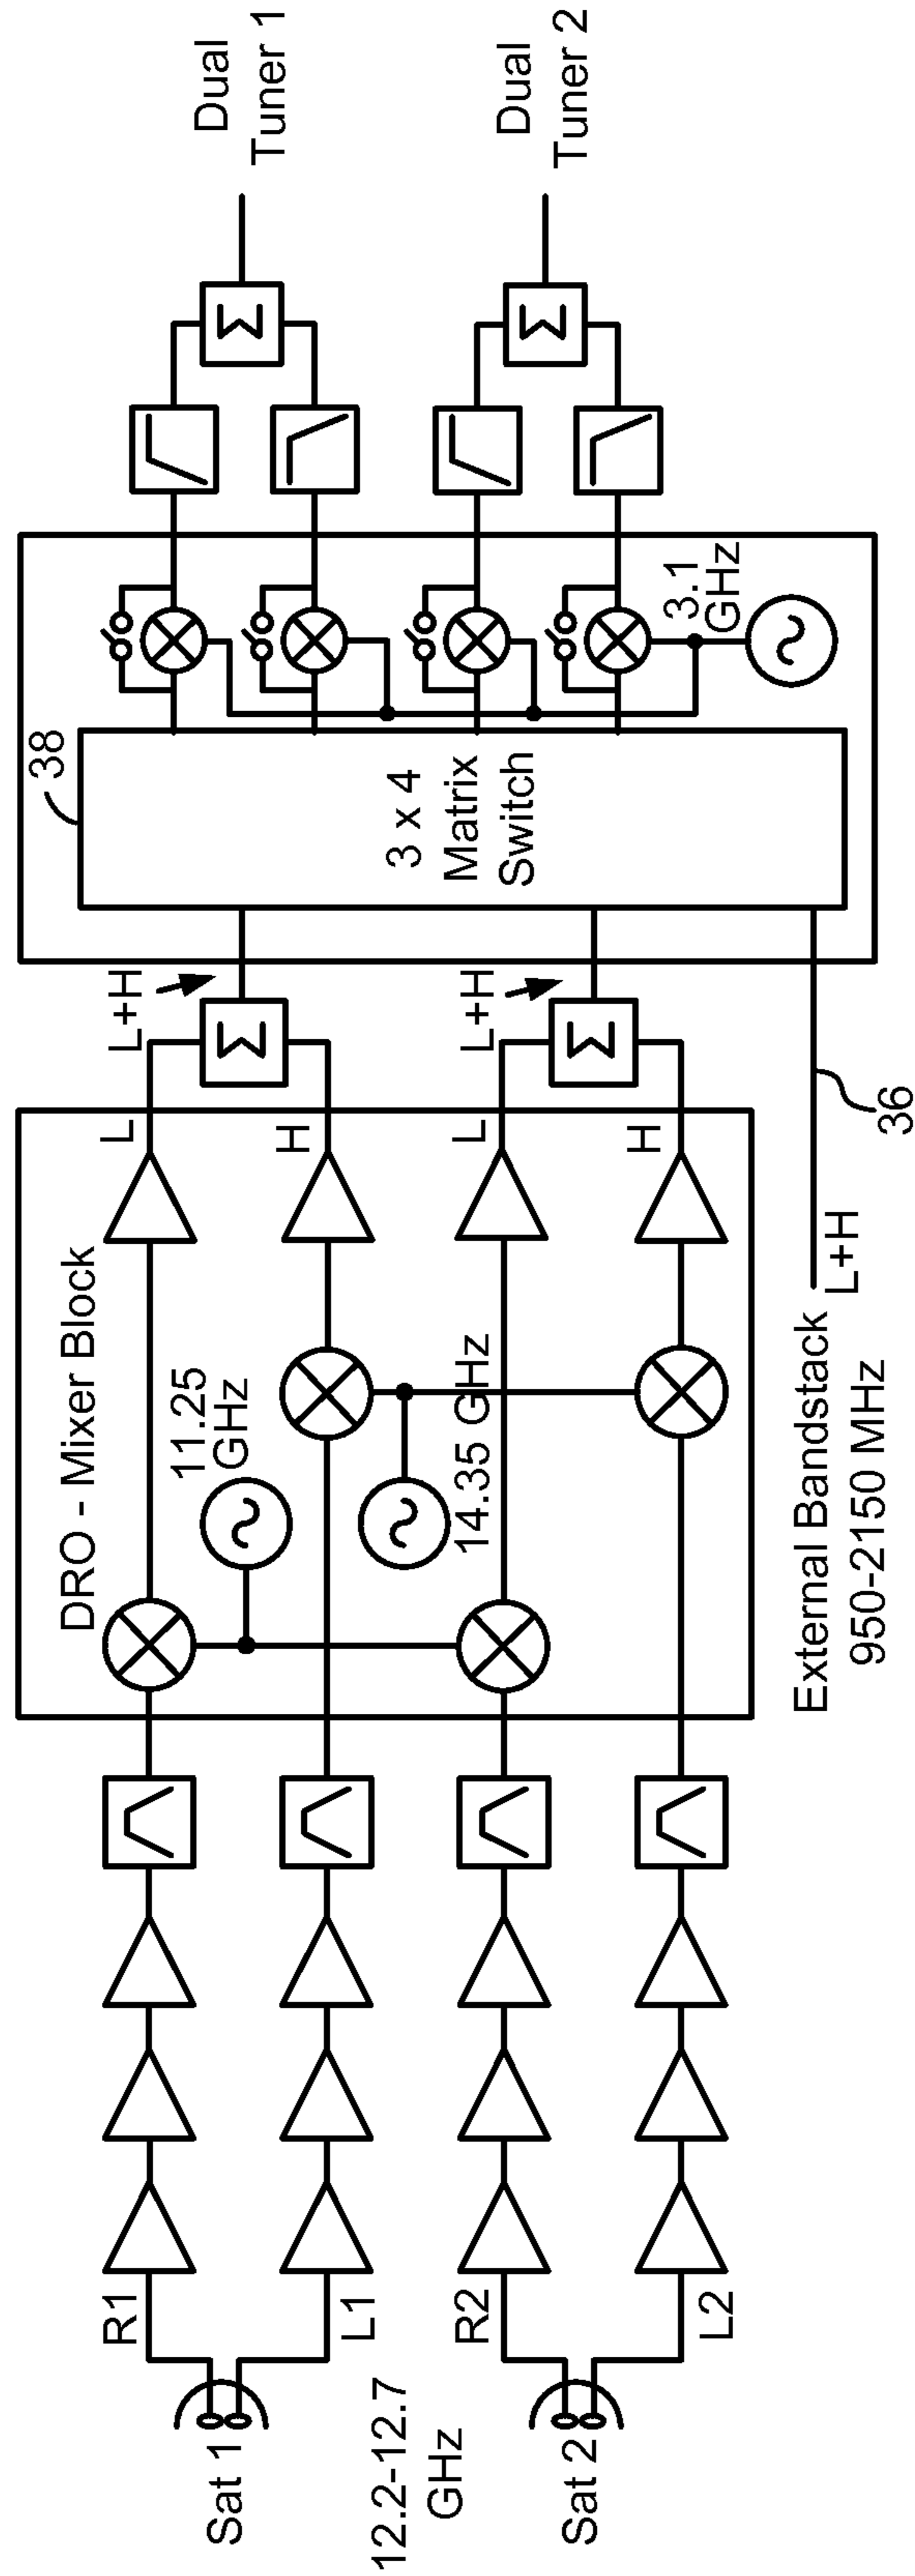 Sat 1
R1
L1
12.2-12.7
GHz
Sat 2
R2
L2
DRO - Mixer Block
11.25
GHz
14.35 GHz
L
H
L
H
L+H
L+H
External Bandstack
950-2150 MHz
L+H
36
38
3 x 4
Matrix
Switch
3.1
GHz
Σ
Σ
Σ
Σ
Dual
Tuner 1
Dual
Tuner 2